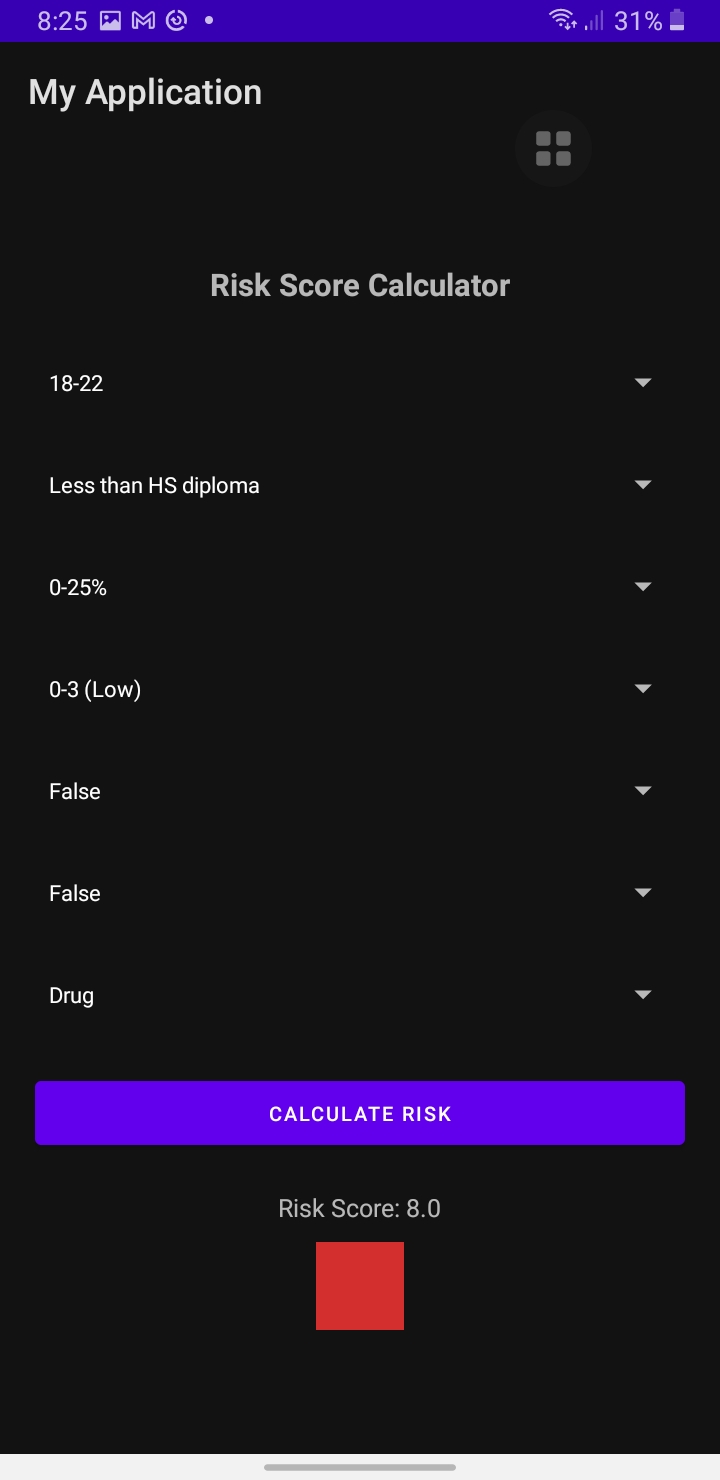 8:25
31%
My Application
Risk Score Calculator
18-22
Less than HS diploma
0-25%
0-3 (Low)
False
False
Drug
CALCULATE RISK
Risk Score: 8.0